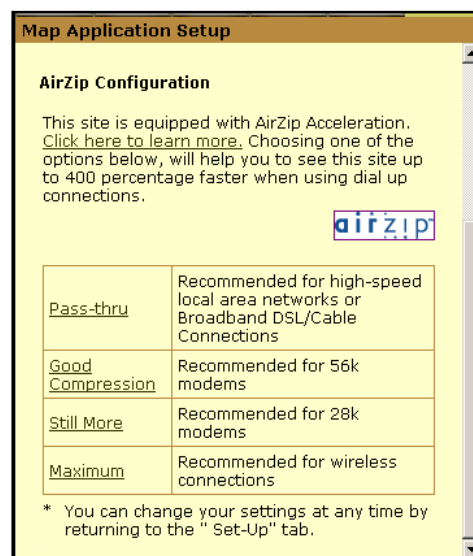 Map Application Setup
AirZip Configuration
This site is equipped with AirZip Acceleration.
Click here to learn more. Choosing one of the
options below, will help you to see this site up
to 400 percentage faster when using dial up
connections.
airzip
Pass-thru
Recommended for high-speed
local area networks or
Broadband DSL/Cable
Connections
Good
Compression
Recommended for 56k
modems
Still More
Recommended for 28k
modems
Maximum
Recommended for wireless
connections
* You can change your settings at any time by
returning to the " Set-Up" tab.